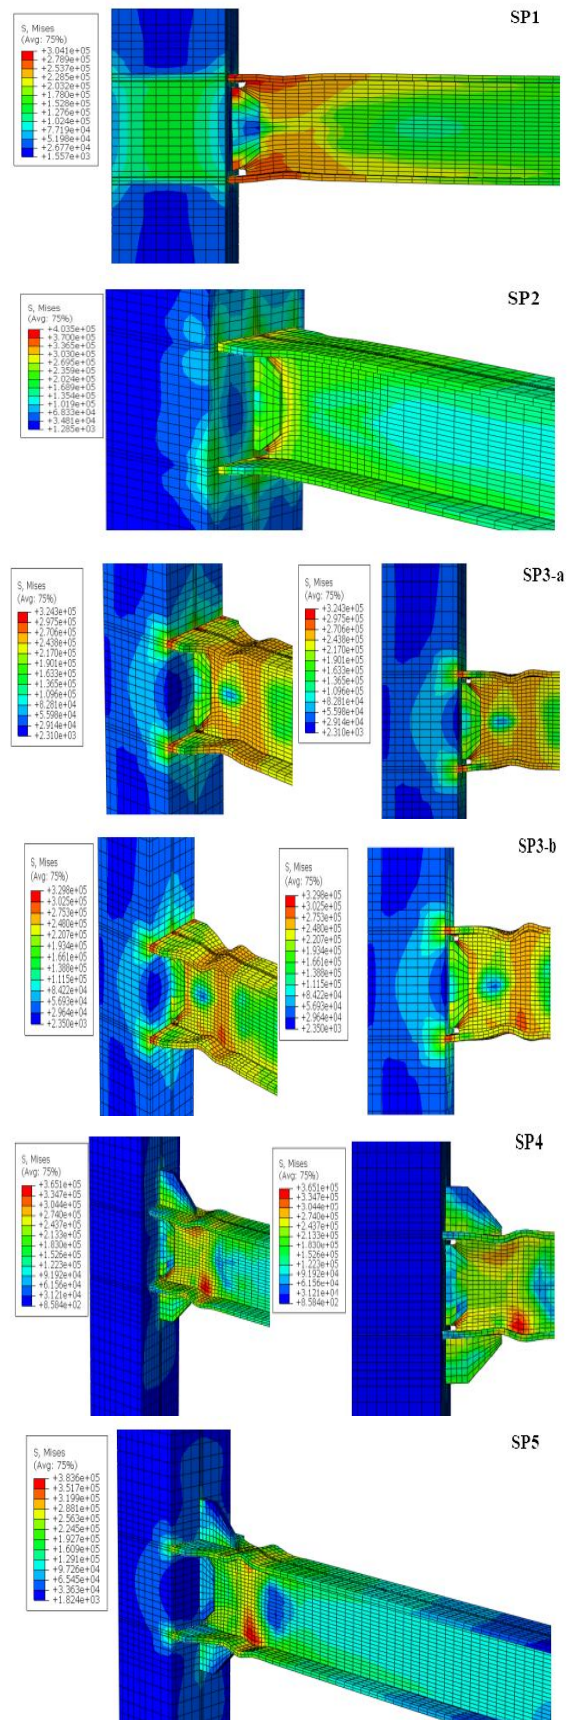 SP1
S, Mises
(Avg: 75%)
+3.041e+05
+2.789e+05
+2.537e+05
+2.285e+05
+2.032e+05
+1.780e+05
+1.528e+05
+1.276e+05
+1.024e+05
+7.719e+04
+5.198e+04
+2.677e+04
+1.557e+03
SP2
S, Mises
(Avg: 75%)
+4.035e+05
+3.700e+05
+3.365e+05
+3.030e+05
+2.695e+05
+2.359e+05
+2.024e+05
+1.689e+05
+1.354e+05
+1.019e+05
+6.833e+04
+3.481e+04
+1.285e+03
SP3-a
S, Mises
(Avg: 75%)
+3.243e+05
+2.975e+05
+2.706e+05
+2.438e+05
+2.170e+05
+1.901e+05
+1.633e+05
+1.365e+05
+1.096e+05
+8.281e+04
+5.598e+04
+2.914e+04
+2.310e+03
S, Mises
(Avg: 75%)
+3.243e+05
+2.975e+05
+2.706e+05
+2.438e+05
+2.170e+05
+1.901e+05
+1.633e+05
+1.365e+05
+1.096e+05
+8.281e+04
+5.598e+04
+2.914e+04
+2.310e+03
SP3-b
S, Mises
(Avg: 75%)
+3.298e+05
+3.025e+05
+2.753e+05
+2.480e+05
+2.207e+05
+1.934e+05
+1.661e+05
+1.388e+05
+1.115e+05
+8.422e+04
+5.693e+04
+2.964e+04
+2.350e+03
S, Mises
(Avg: 75%)
+3.298e+05
+3.025e+05
+2.753e+05
+2.480e+05
+2.207e+05
+1.934e+05
+1.661e+05
+1.388e+05
+1.115e+05
+8.422e+04
+5.693e+04
+2.964e+04
+2.350e+03
SP4
S, Mises
(Avg: 75%)
+3.651e+05
+3.347e+05
+3.044e+05
+2.740e+05
+2.437e+05
+2.133e+05
+1.830e+05
+1.526e+05
+1.223e+05
+9.192e+04
+6.156e+04
+3.121e+04
+8.584e+02
S, Mises
(Avg: 75%)
+3.651e+05
+3.347e+05
+3.044e+05
+2.740e+05
+2.437e+05
+2.133e+05
+1.830e+05
+1.526e+05
+1.223e+05
+9.192e+04
+6.156e+04
+3.121e+04
+8.584e+02
SP5
S, Mises
(Avg: 75%)
+3.836e+05
+3.517e+05
+3.199e+05
+2.881e+05
+2.563e+05
+2.245e+05
+1.927e+05
+1.609e+05
+1.291e+05
+9.726e+04
+6.545e+04
+3.363e+04
+1.824e+03